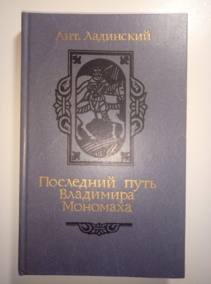 Ант. Ладинский
Последний путь
Владимира
Мономаха